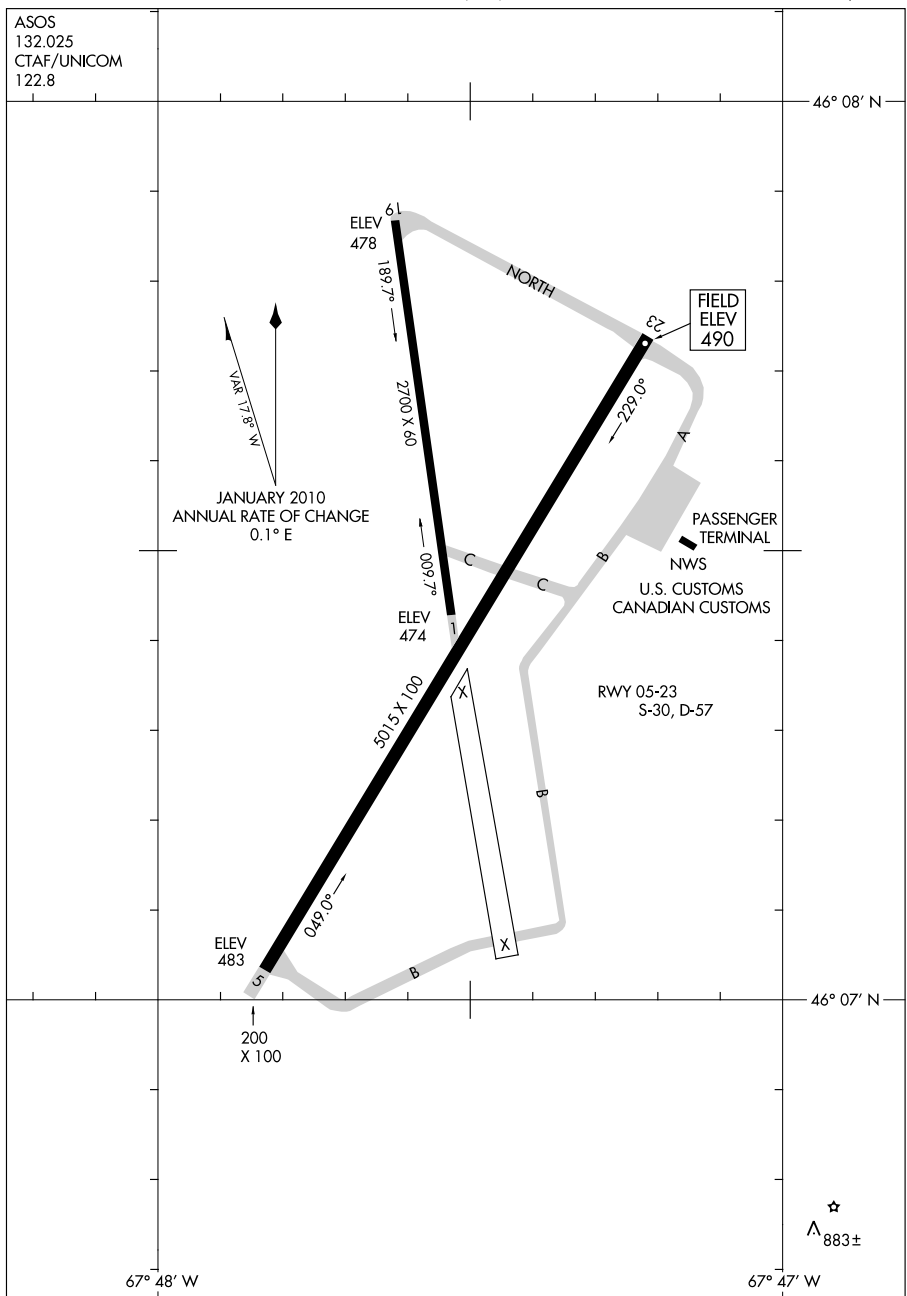 ASOS
132.025
CTAF/UNICOM
122.8
46° 08' N
19
ELEV
478
189.7°
NORTH
23
FIELD
ELEV
490
VAR 17.8° W
2700 X 60
229.0°
A
JANUARY 2010
ANNUAL RATE OF CHANGE
0.1° E
009.7°
PASSENGER
TERMINAL
NWS
C
C
B
U.S. CUSTOMS
CANADIAN CUSTOMS
ELEV
474
1
X
RWY 05-23
S-30, D-57
5015 X 100
B
049.0°
ELEV
483
X
B
5
46° 07' N
200
X 100
883±
67° 48' W
67° 47' W